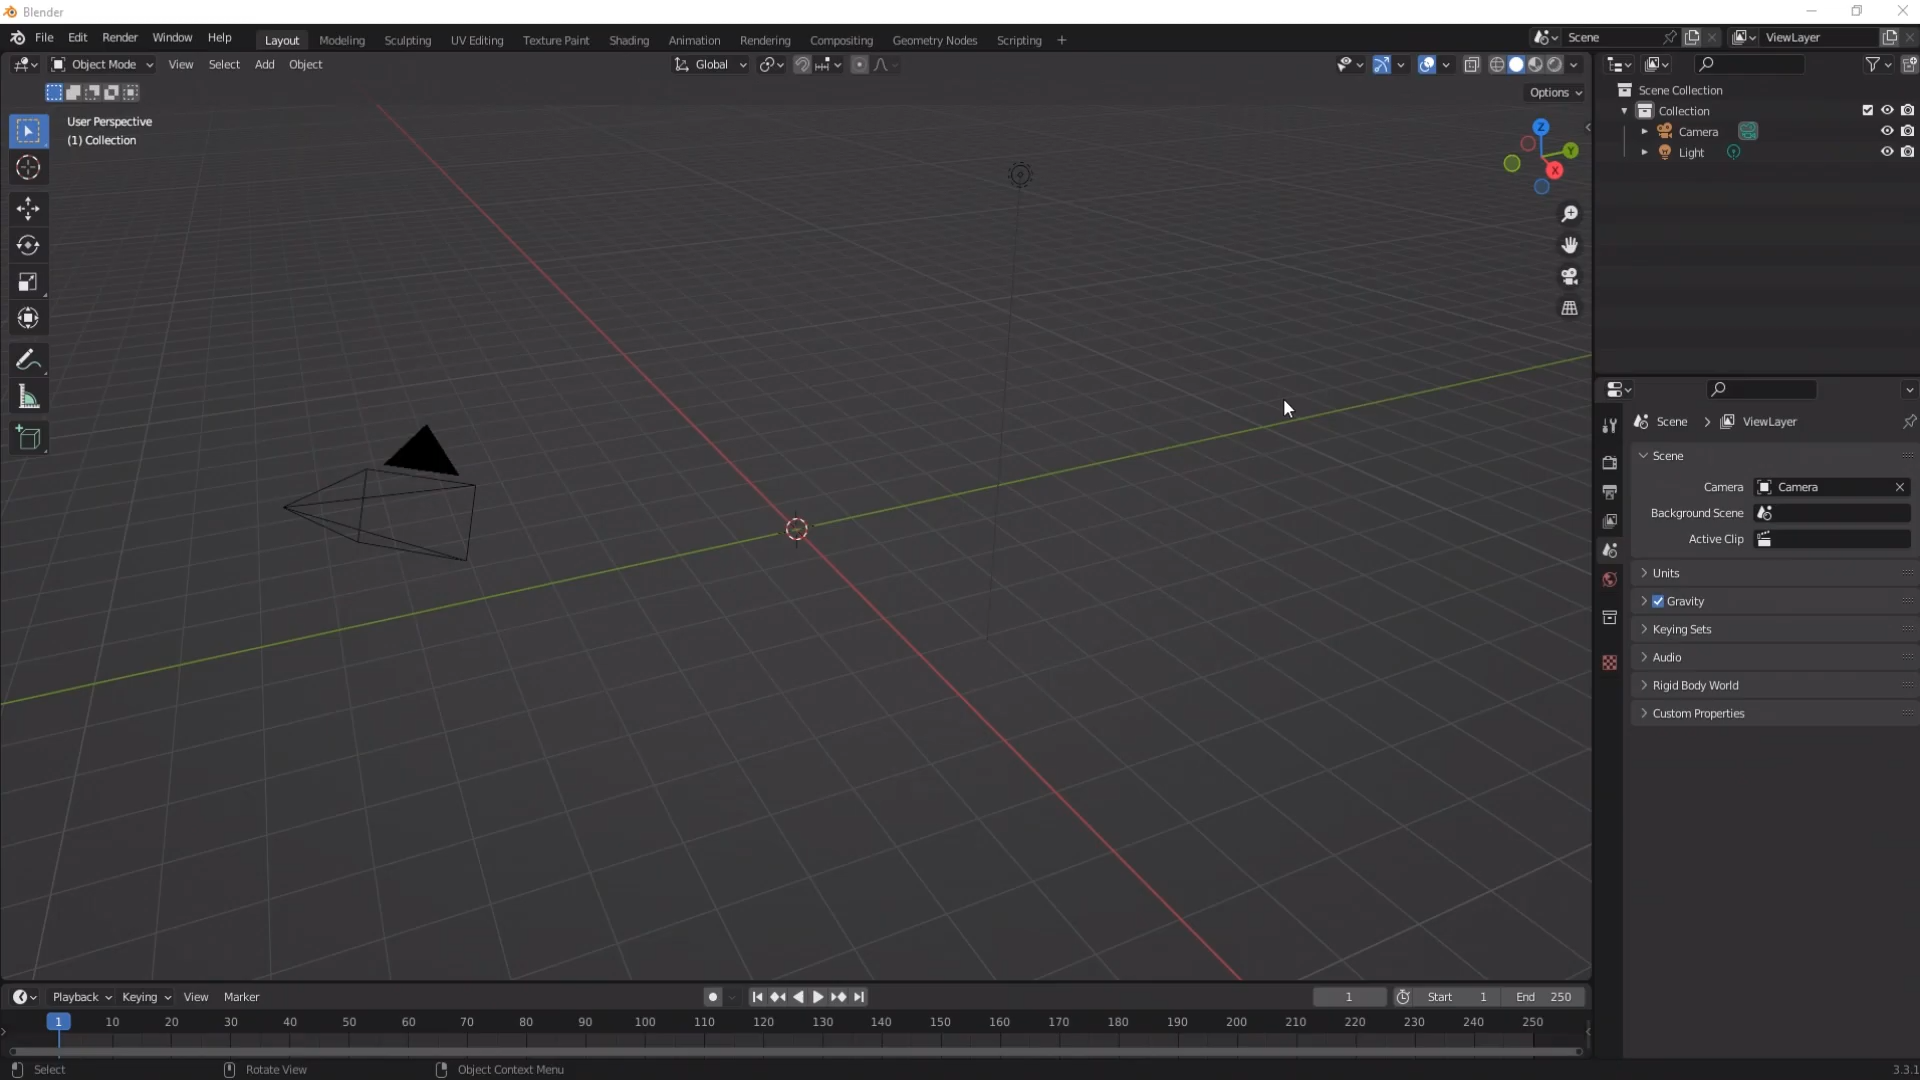 Blender
File Edit Render Window Help
Layout Modeling Sculpting UV Editing Texture Paint Shading Animation Rendering Compositing Geometry Nodes Scripting +
Scene
ViewLayer
Object Mode View Select Add Object
Global
Options
User Perspective
(1) Collection
Z
Y
X
Scene Collection
Collection
Camera
Light
Scene > ViewLayer
Scene
Camera Camera
Background Scene
Active Clip
Units
Gravity
Keying Sets
Audio
Rigid Body World
Custom Properties
Playback Keying View Marker
1 Start 1 End 250
1 10 20 30 40 50 60 70 80 90 100 110 120 130 140 150 160 170 180 190 200 210 220 230 240 250
Select Rotate View Object Context Menu
3.3.1